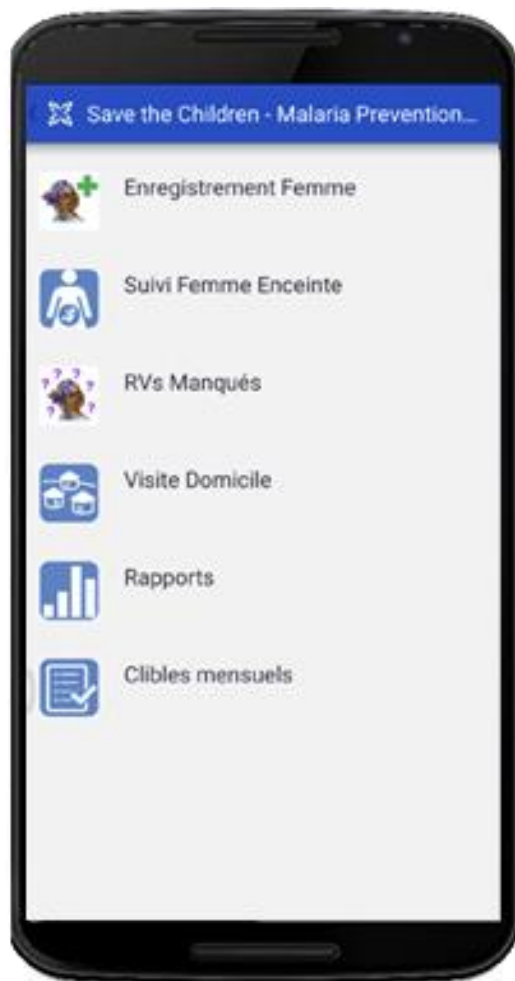 Save the Children - Malaria Prevention...
Enregistrement Femme
Suivi Femme Enceinte
RVs Manqués
Visite Domicile
Rapports
Clibles mensuels